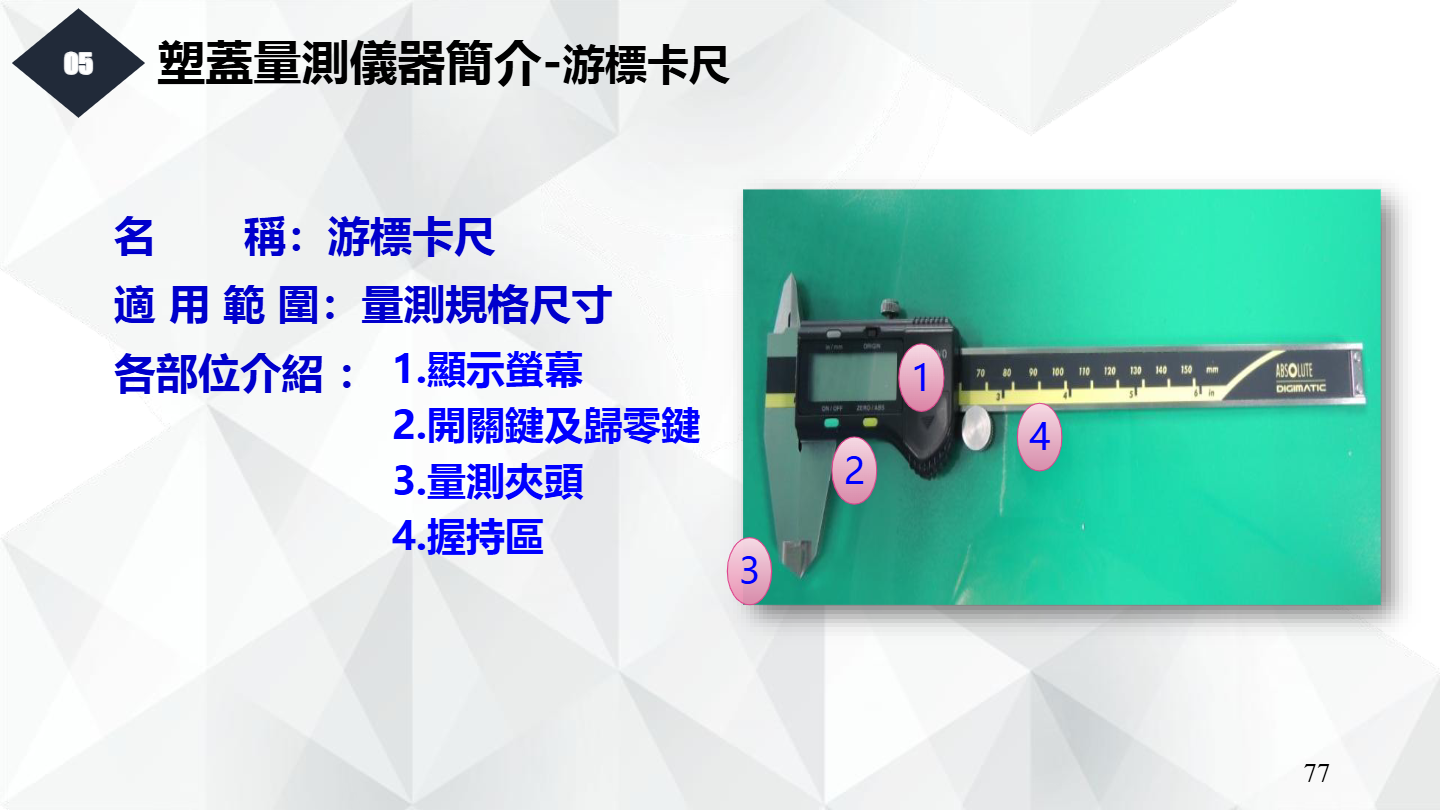 05
塑蓋量測儀器簡介-游標卡尺
名 稱：游標卡尺
適 用 範 圍：量測規格尺寸
各部位介紹：
1.顯示螢幕
2.開關鍵及歸零鍵
3.量測夾頭
4.握持區
in/mm ORIGIN
ON/OFF ZERO/ABS
70 80 90 100 110 120 130 140 150 mm
3 4 5 6 in
ABSOLUTE
DIGIMATIC
1
2
3
4
77